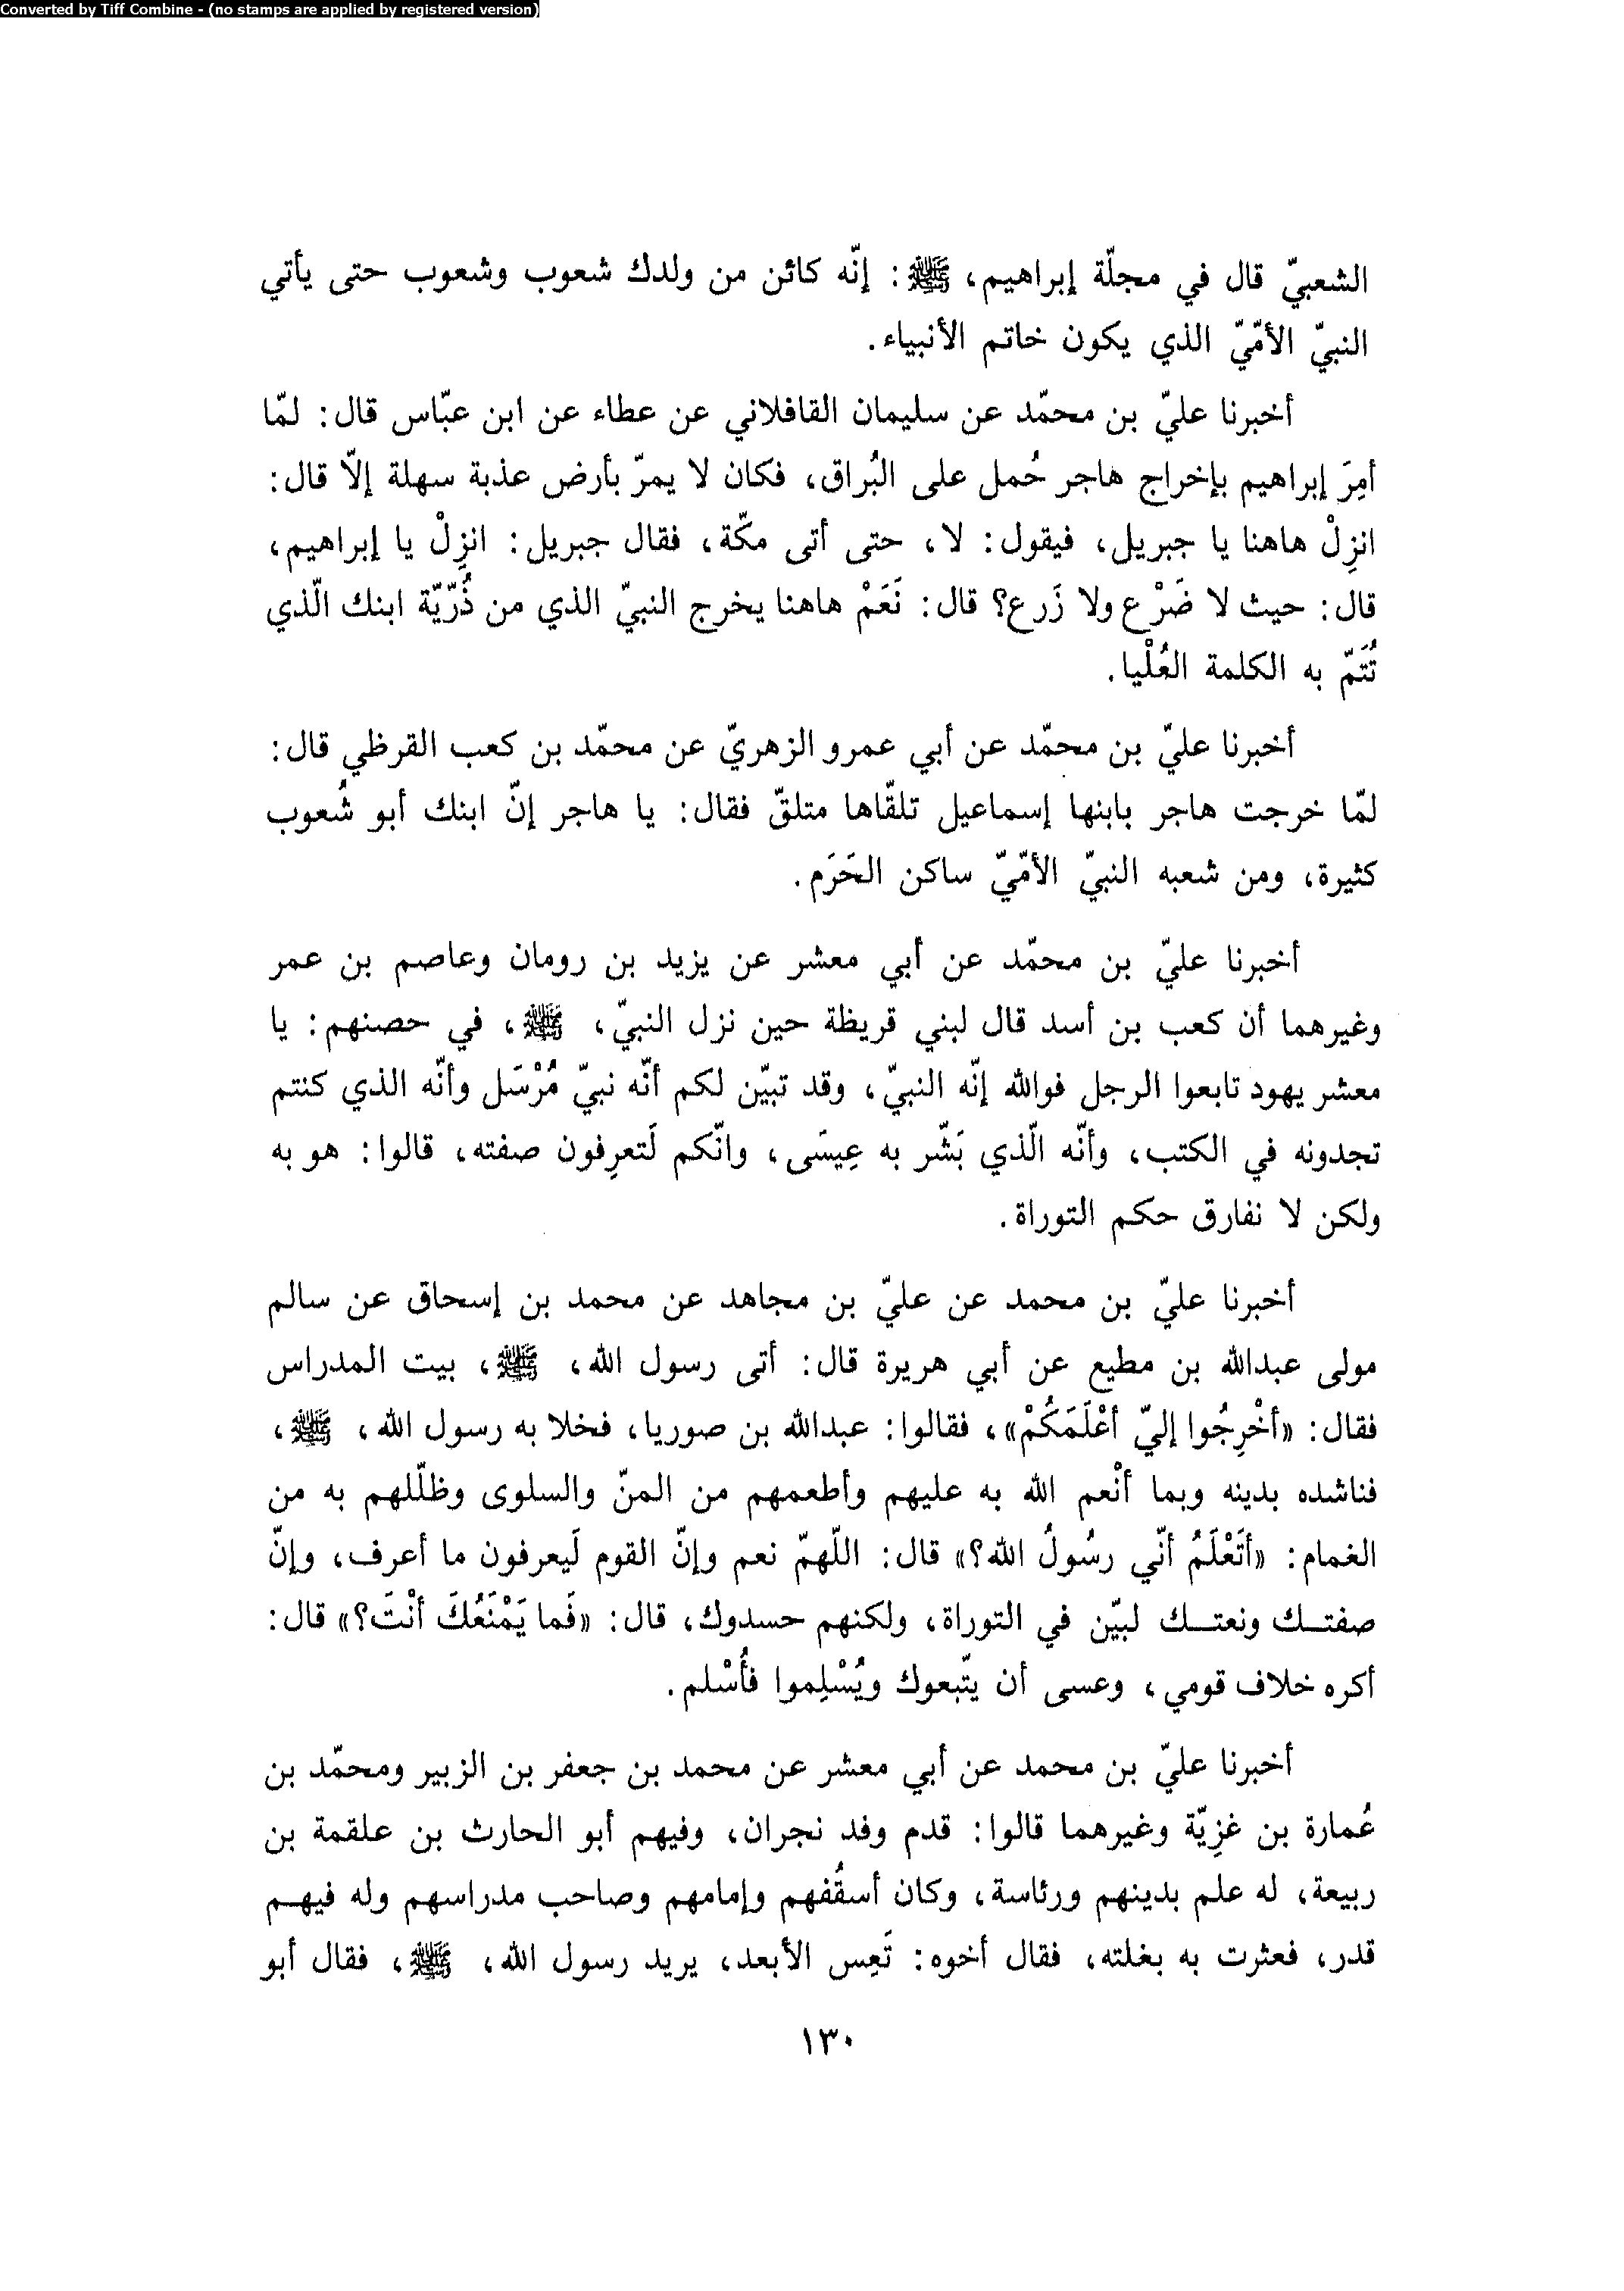 Converted by Tiff Combine - (no stamps are applied by registered version)
الشعبيّ قال في مجلّة إبراهيم، ﷺ: إنّه كائن من ولدك شعوب وشعوب حتى يأتي
النبيّ الأمّيّ الذي يكون خاتم الأنبياء.
أخبرنا عليّ بن محمّد عن سليمان القافلاني عن عطاء عن ابن عبّاس قال: لمّا
أمِرَ إبراهيم بإخراج هاجر حُمل على البُراق، فكان لا يمرّ بأرض عذبة سهلة إلّا قال:
انزِلْ هاهنا يا جبريل، فيقول: لا، حتى أتى مكّة، فقال جبريل: انزِلْ يا إبراهيم،
قال: حيث لا ضَرْع ولا زَرع؟ قال: نَعَمْ هاهنا يخرج النبيّ الذي من ذُرّيّة ابنك الّذي
تُتَمّ به الكلمة العُلْيا.
أخبرنا عليّ بن محمّد عن أبي عمرو الزهريّ عن محمّد بن كعب القرظي قال:
لمّا خرجت هاجر بابنها إسماعيل تلقّاها متلقّ فقال: يا هاجر إنّ ابنك أبو شُعوب
كثيرة، ومن شعبه النبيّ الأمّيّ ساكن الحَرَم.
أخبرنا عليّ بن محمّد عن أبي معشر عن يزيد بن رومان وعاصم بن عمر
وغيرهما أن كعب بن أسد قال لبني قريظة حين نزل النبيّ، ﷺ، في حصنهم: يا
معشر يهود تابعوا الرجل فوالله إنّه النبيّ، وقد تبيّن لكم أنّه نبيّ مُرْسَل وأنّه الذي كنتم
تجدونه في الكتب، وأنّه الّذي بَشّر به عِيسَى، وانّكم لَتعرِفون صفته، قالوا: هو به
ولكن لا نفارق حكم التوراة.
أخبرنا عليّ بن محمد عن عليّ بن مجاهد عن محمد بن إسحاق عن سالم
مولى عبدالله بن مطيع عن أبي هريرة قال: أتى رسول الله، ﷺ، بيت المدراس
فقال: «أخْرِجُوا إليّ أعْلَمَكُمْ»، فقالوا: عبدالله بن صوريا، فخلا به رسول الله، ﷺ،
فناشده بدينه وبما أنْعم الله به عليهم وأطعمهم من المنّ والسلوى وظلّلهم به من
الغمام: «أتَعْلَمُ أنّي رسُولُ الله؟» قال: اللّهمّ نعم وإنّ القوم لَيعرفون ما أعرف، وإنّ
صفتـك ونعتـك لبيّن في التوراة، ولكنهم حسدوك، قال: «فَما يَمْنَعُكَ أنْتَ؟» قال:
أكره خلاف قومي، وعسى أن يتّبعوك ويُسْلِموا فأُسْلم.
أخبرنا عليّ بن محمد عن أبي معشر عن محمد بن جعفر بن الزبير ومحمّد بن
عُمارة بن غزِيّة وغيرهما قالوا: قدم وفد نجران، وفيهم أبو الحارث بن علقمة بن
ربيعة، له علم بدينهم ورئاسة، وكان أسقُفهم وإمامهم وصاحب مدراسهم وله فيهم
قدر، فعثرت به بغلته، فقال أخوه: تَعِس الأبعد، يريد رسول الله، ﷺ، فقال أبو
١٣٠